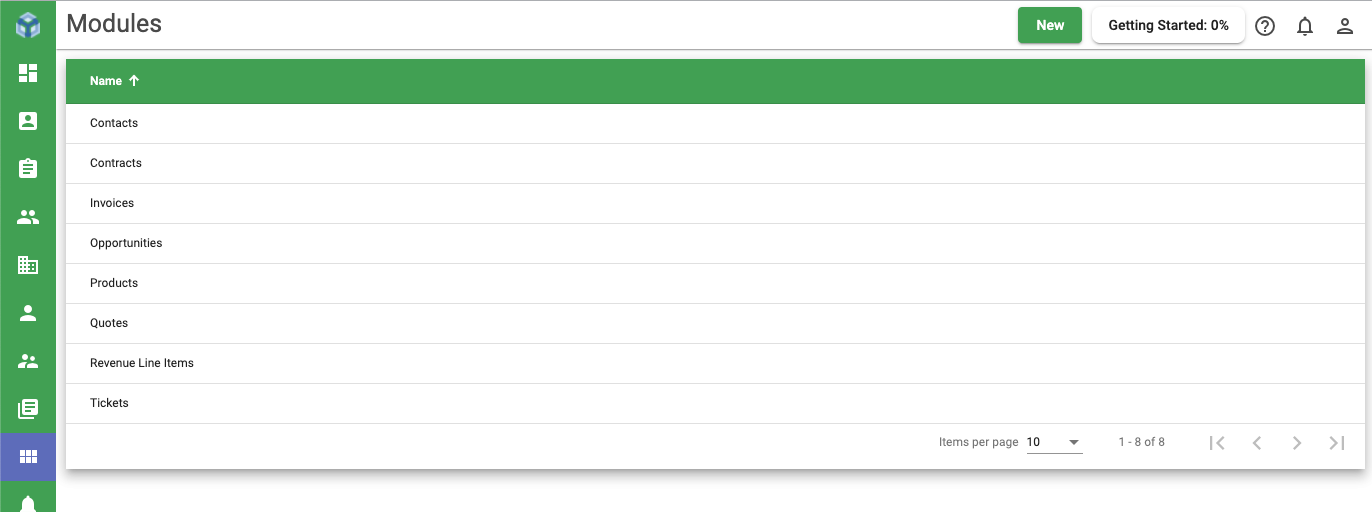 Modules
New
Getting Started: 0%
Name
Contacts
Contracts
Invoices
Opportunities
Products
Quotes
Revenue Line Items
Tickets
Items per page 10 1 - 8 of 8